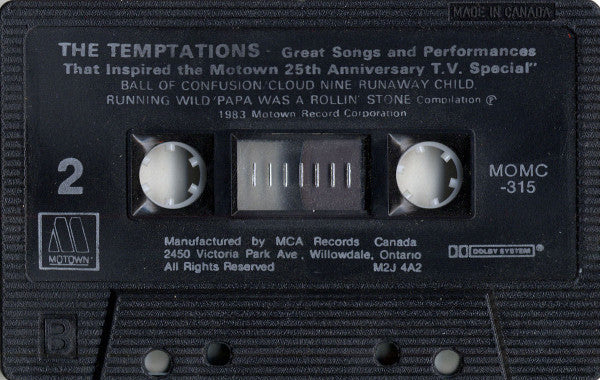 MADE IN CANADA
THE TEMPTATIONS - Great Songs and Performances
That Inspired the Motown 25th Anniversary T.V. Special"
BALL OF CONFUSION'CLOUD NINE RUNAWAY CHILD,
RUNNING WILD'PAPA WAS A ROLLIN' STONE Compilation ℗
1983 Motown Record Corporation
2
MOMC
-315
M
MOTOWN
Manufactured by MCA Records Canada
2450 Victoria Park Ave., Willowdale, Ontario
All Rights Reserved M2J 4A2
DOLBY SYSTEM
B